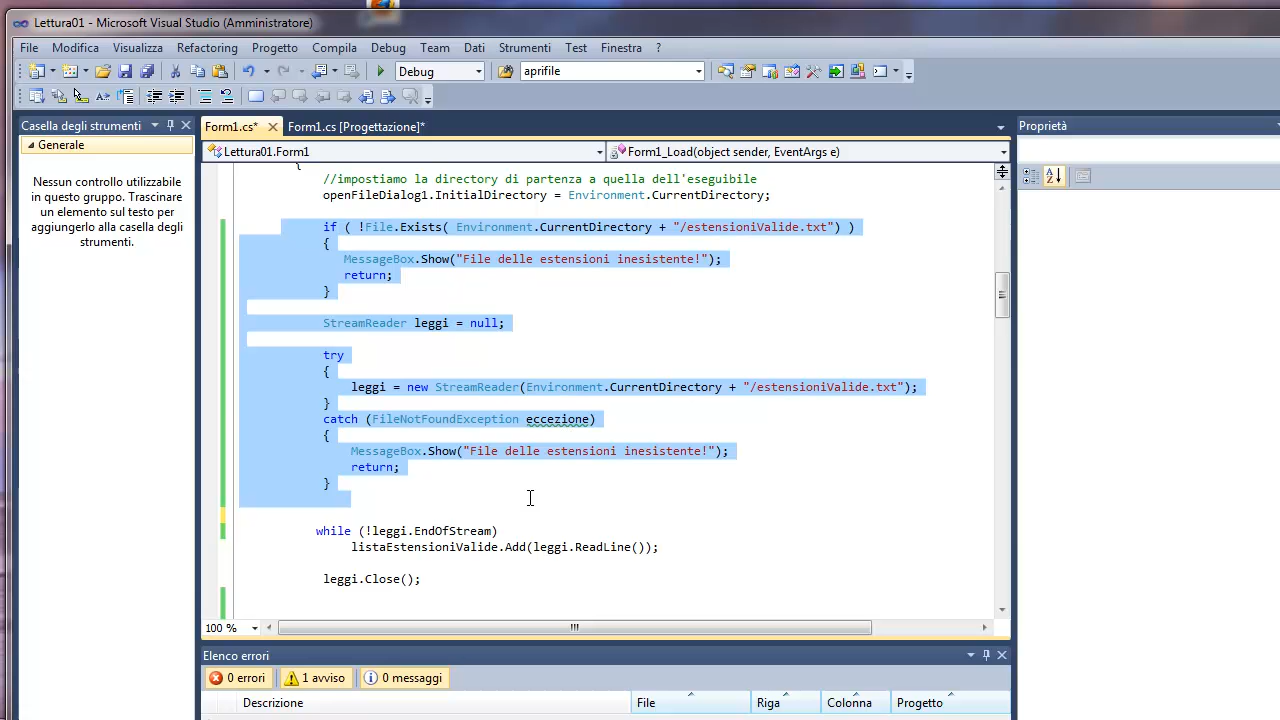 Lettura01 - Microsoft Visual Studio (Amministratore)
File Modifica Visualizza Refactoring Progetto Compila Debug Team Dati Strumenti Test Finestra ?
Debug aprifile
Casella degli strumenti
Form1.cs* Form1.cs [Progettazione]*
Proprietà
Generale
Lettura01.Form1
Form1_Load(object sender, EventArgs e)
Nessun controllo utilizzabile
in questo gruppo. Trascinare
un elemento sul testo per
aggiungerlo alla casella degli
strumenti.
{
//impostiamo la directory di partenza a quella dell'eseguibile
openFileDialog1.InitialDirectory = Environment.CurrentDirectory;
if ( !File.Exists( Environment.CurrentDirectory + "/estensioniValide.txt") )
{
MessageBox.Show("File delle estensioni inesistente!");
return;
}
StreamReader leggi = null;
try
{
leggi = new StreamReader(Environment.CurrentDirectory + "/estensioniValide.txt");
}
catch (FileNotFoundException eccezione)
{
MessageBox.Show("File delle estensioni inesistente!");
return;
}
while (!leggi.EndOfStream)
listaEstensioniValide.Add(leggi.ReadLine());
leggi.Close();
100 %
Elenco errori
0 errori 1 avviso 0 messaggi
Descrizione File Riga Colonna Progetto